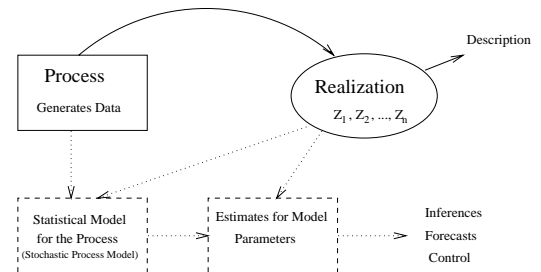 Description
Process
Generates Data
Realization
Z1, Z2, ..., Zn
Statistical Model
for the Process
(Stochastic Process Model)
Estimates for Model
Parameters
Inferences
Forecasts
Control